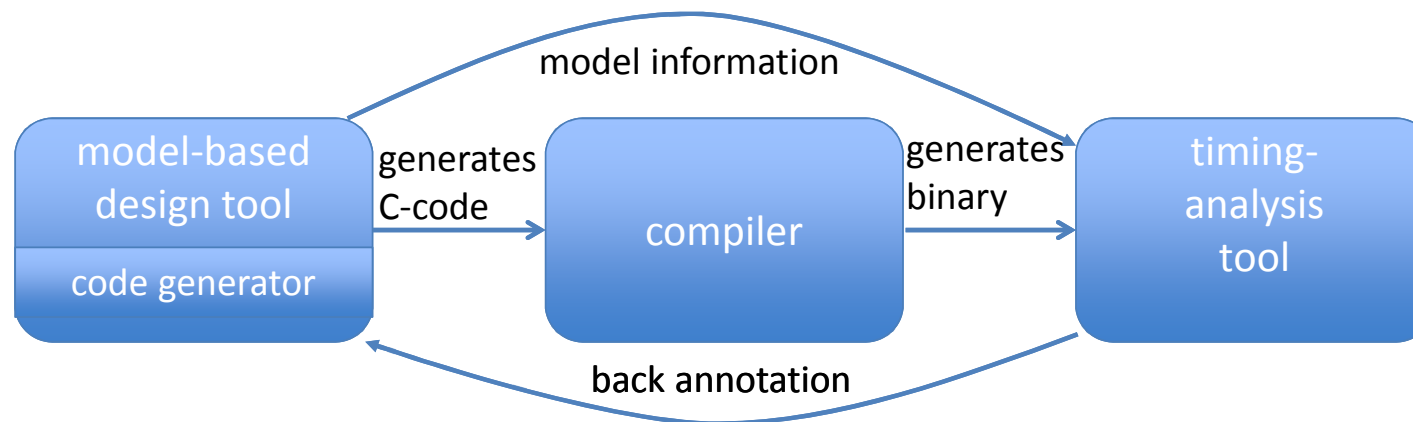 model information
model-based
design tool
code generator
generates
C-code
compiler
generates
binary
timing-
analysis
tool
back annotation